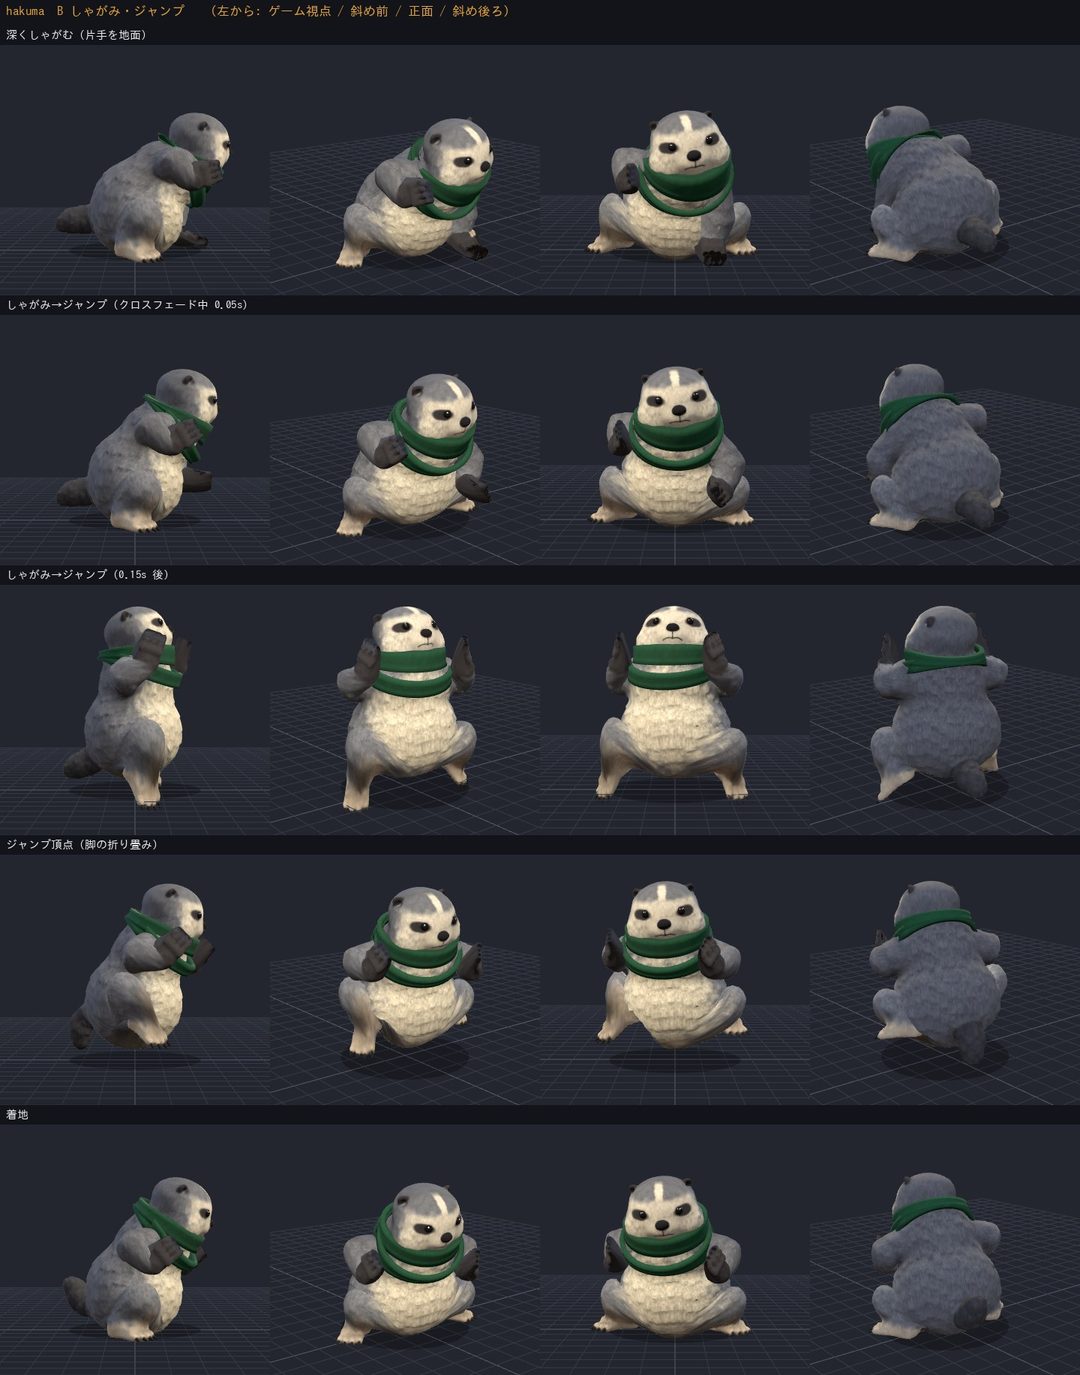 hakuma B しゃがみ・ジャンプ (左から: ゲーム視点 / 斜め前 / 正面 / 斜め後ろ)
深くしゃがむ (片手を地面)
しゃがみ→ジャンプ (クロスフェード中 0.05s)
しゃがみ→ジャンプ (0.15s 後)
ジャンプ頂点 (脚の折り畳み)
着地